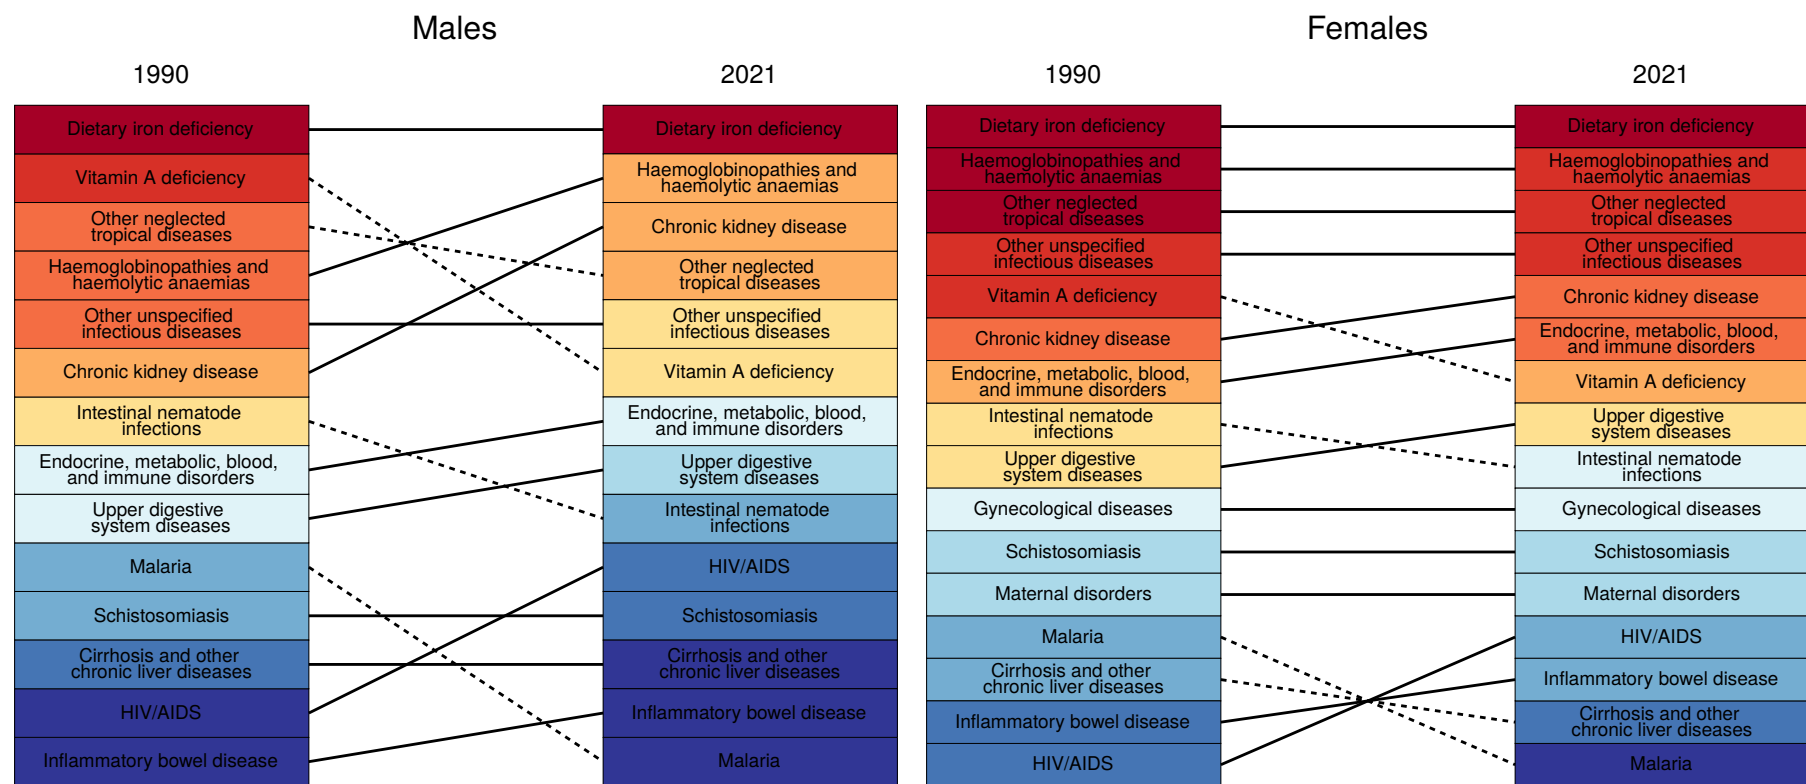 Males
1990
2021
Dietary iron deficiency
Vitamin A deficiency
Other neglected
tropical diseases
Haemoglobinopathies and
haemolytic anaemias
Other unspecified
infectious diseases
Chronic kidney disease
Intestinal nematode
infections
Endocrine, metabolic, blood,
and immune disorders
Upper digestive
system diseases
Malaria
Schistosomiasis
Cirrhosis and other
chronic liver diseases
HIV/AIDS
Inflammatory bowel disease
Dietary iron deficiency
Haemoglobinopathies and
haemolytic anaemias
Chronic kidney disease
Other neglected
tropical diseases
Other unspecified
infectious diseases
Vitamin A deficiency
Endocrine, metabolic, blood,
and immune disorders
Upper digestive
system diseases
Intestinal nematode
infections
HIV/AIDS
Schistosomiasis
Cirrhosis and other
chronic liver diseases
Inflammatory bowel disease
Malaria
Females
1990
2021
Dietary iron deficiency
Haemoglobinopathies and
haemolytic anaemias
Other neglected
tropical diseases
Other unspecified
infectious diseases
Vitamin A deficiency
Chronic kidney disease
Endocrine, metabolic, blood,
and immune disorders
Intestinal nematode
infections
Upper digestive
system diseases
Gynecological diseases
Schistosomiasis
Maternal disorders
Malaria
Cirrhosis and other
chronic liver diseases
Inflammatory bowel disease
HIV/AIDS
Dietary iron deficiency
Haemoglobinopathies and
haemolytic anaemias
Other neglected
tropical diseases
Other unspecified
infectious diseases
Chronic kidney disease
Endocrine, metabolic, blood,
and immune disorders
Vitamin A deficiency
Upper digestive
system diseases
Intestinal nematode
infections
Gynecological diseases
Schistosomiasis
Maternal disorders
HIV/AIDS
Inflammatory bowel disease
Cirrhosis and other
chronic liver diseases
Malaria